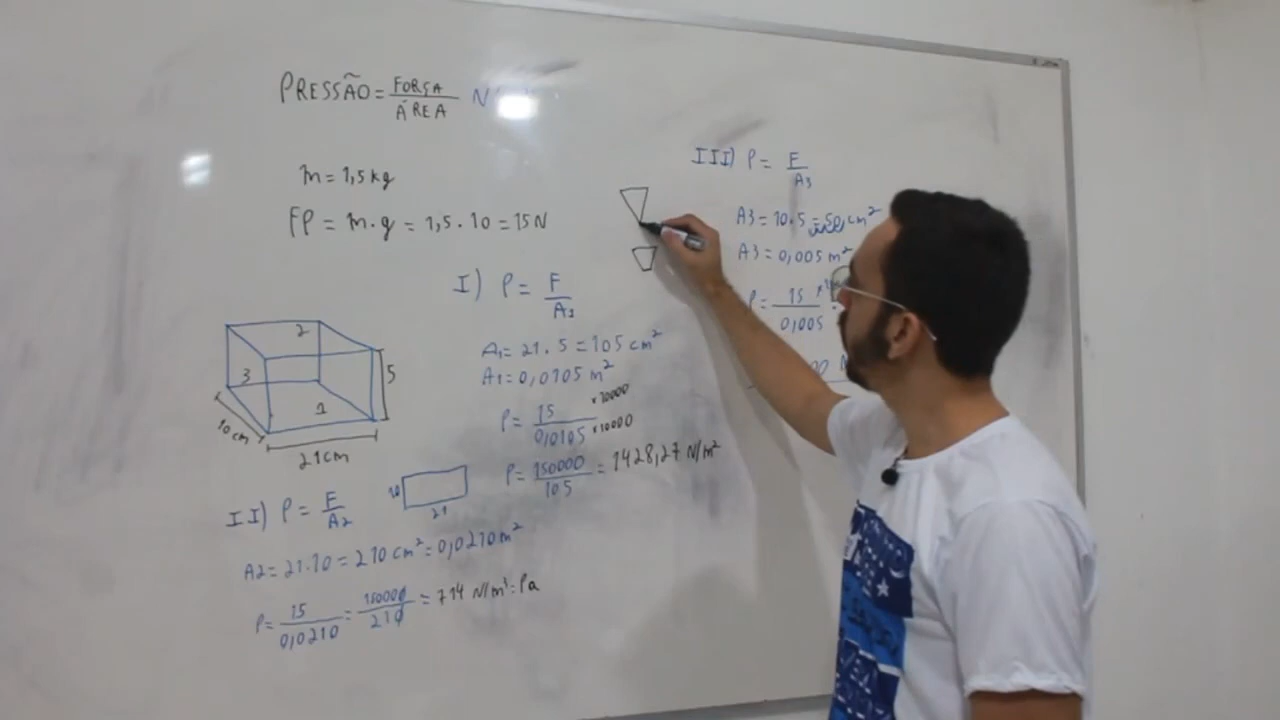 PRESSÃO = FORÇA / ÁREA N
m = 1,5 kg
FP = m.g = 1,5 . 10 = 15N
I) P = F / A1
A1 = 21 . 5 = 105 cm²
A1 = 0,0105 m²
P = 15 / 0,0105 x10000 x10000
P = 150000 / 105 = 1428,27 N/m²
2
3
1
5
10 cm
21 cm
II) P = F / A2
10
21
A2 = 21.10 = 210 cm² = 0,0210 m²
P = 15 / 0,0210 = 150000 / 210 = 714 N/m² = Pa
III) P = F / A3
A3 = 10.5 = 50 cm²
A3 = 0,005 m²
P = 15 / 0,005